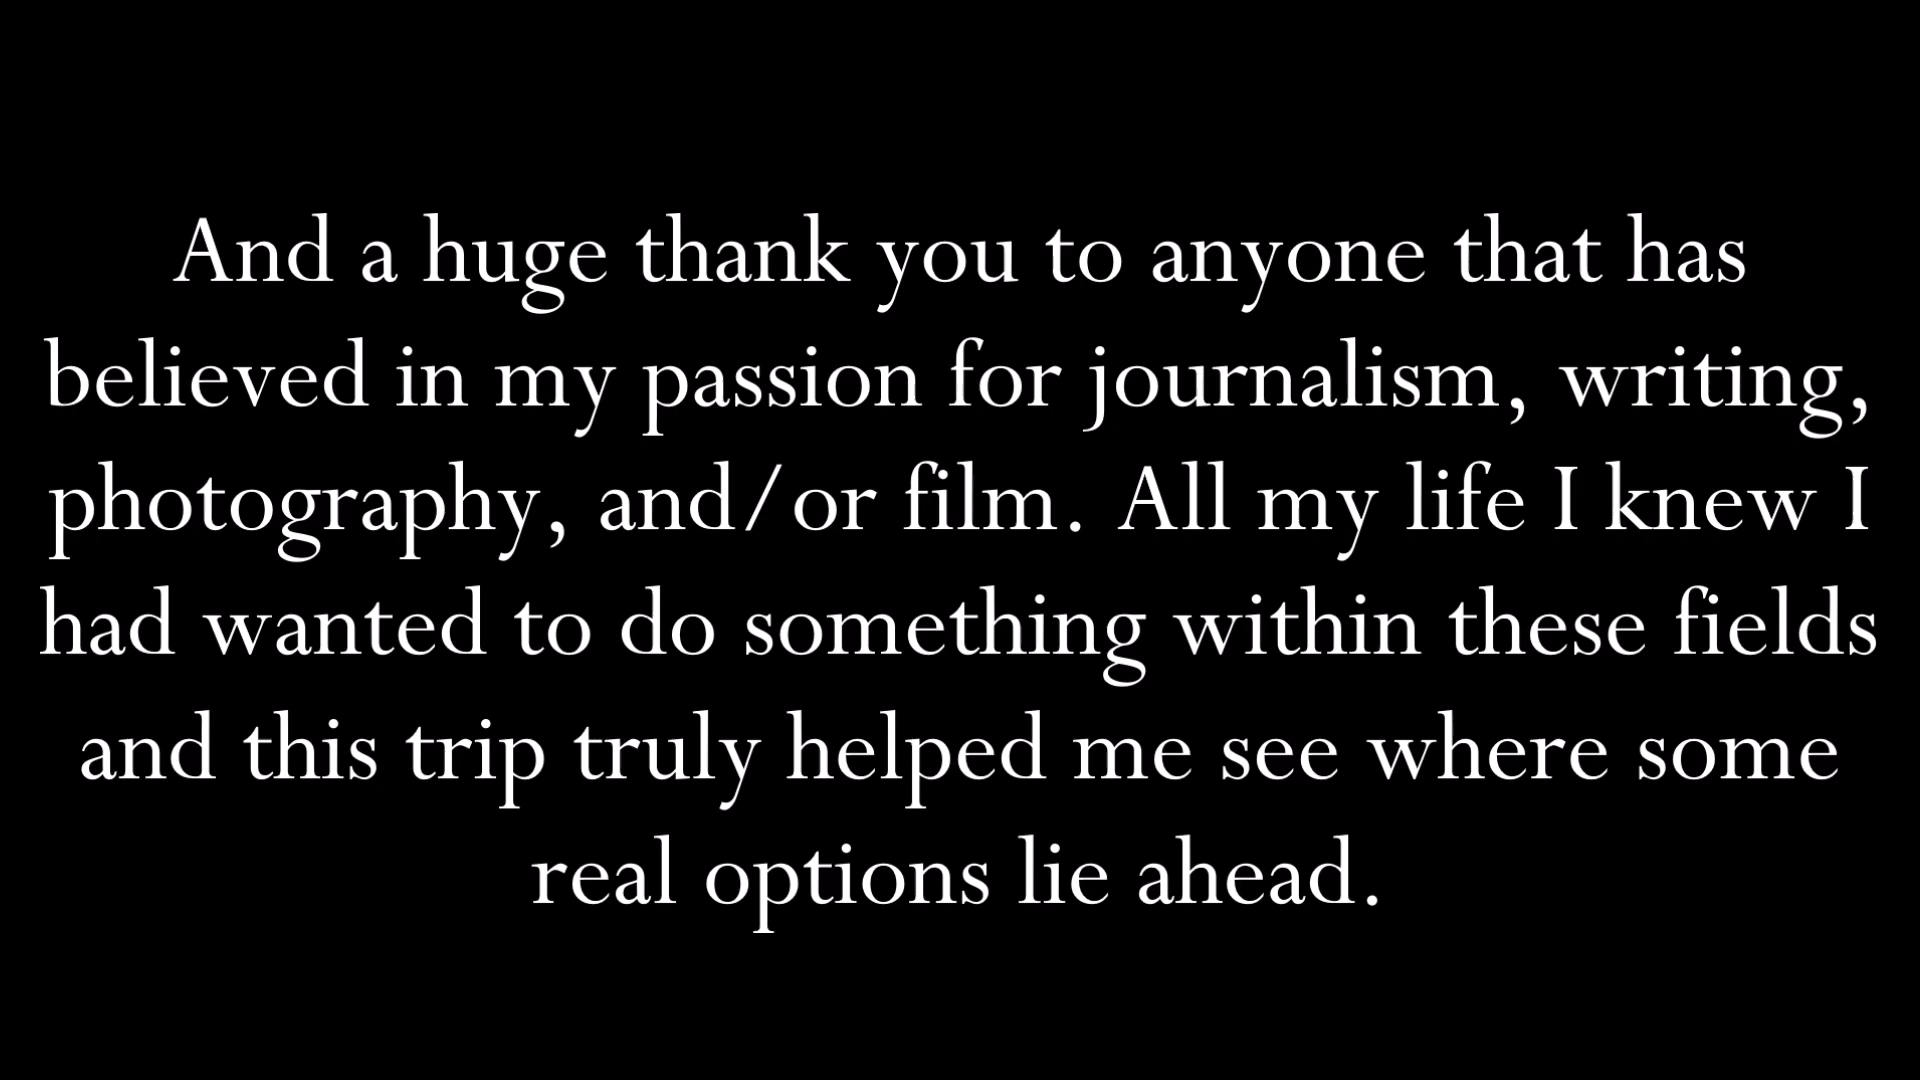 And a huge thank you to anyone that has
believed in my passion for journalism, writing,
photography, and/or film. All my life I knew I
had wanted to do something within these fields
and this trip truly helped me see where some
real options lie ahead.